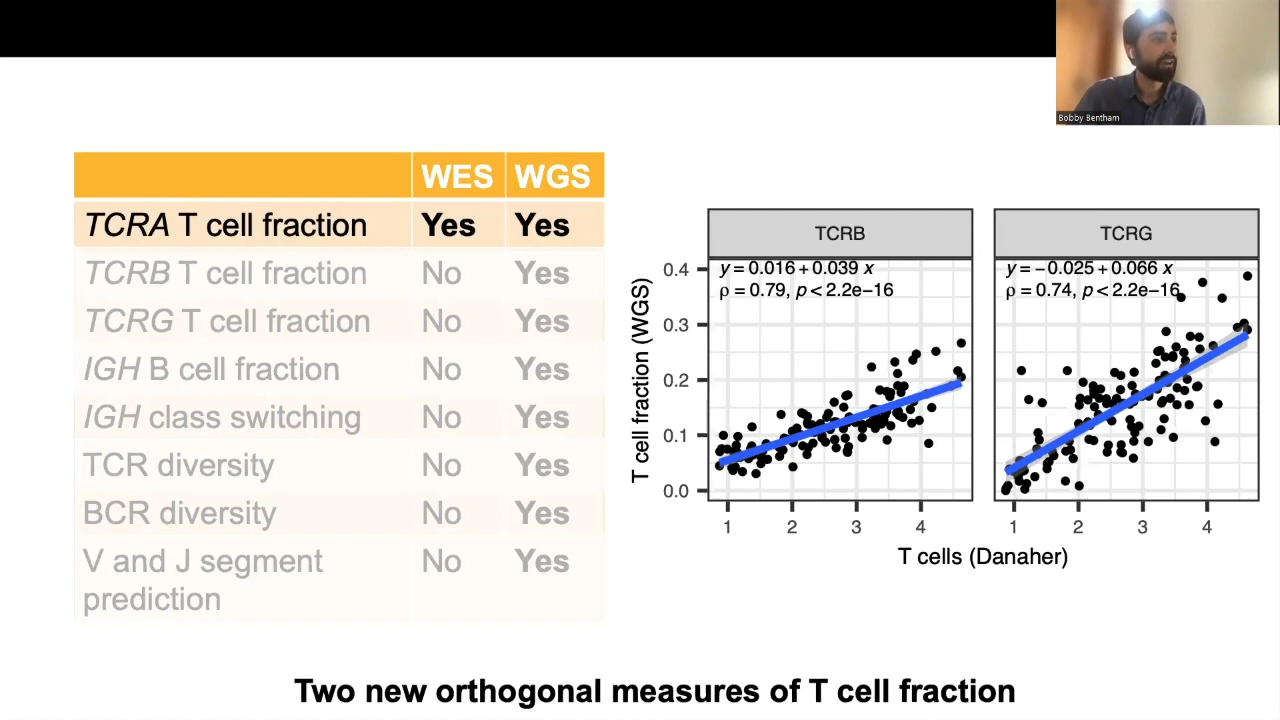 Bobby Bentham
WES WGS
TCRA T cell fraction Yes Yes
TCRB T cell fraction No Yes
TCRG T cell fraction No Yes
IGH B cell fraction No Yes
IGH class switching No Yes
TCR diversity No Yes
BCR diversity No Yes
V and J segment
prediction No Yes
TCRB TCRG
y = 0.016 + 0.039 x
ρ = 0.79, p < 2.2e−16
y = −0.025 + 0.066 x
ρ = 0.74, p < 2.2e−16
T cell fraction (WGS)
0.4
0.3
0.2
0.1
0.0
1 2 3 4
1 2 3 4
T cells (Danaher)
Two new orthogonal measures of T cell fraction